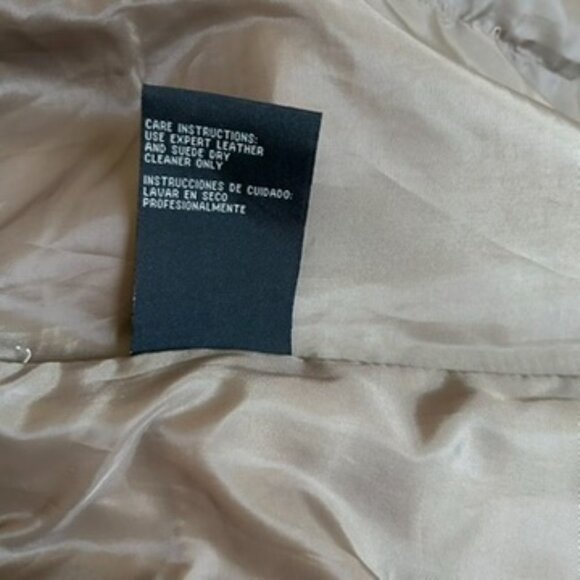 CARE INSTRUCTIONS:
USE EXPERT LEATHER
AND SUEDE DRY
CLEANER ONLY
INSTRUCCIONES DE CUIDADO:
LAVAR EN SECO
PROFESIONALMENTE